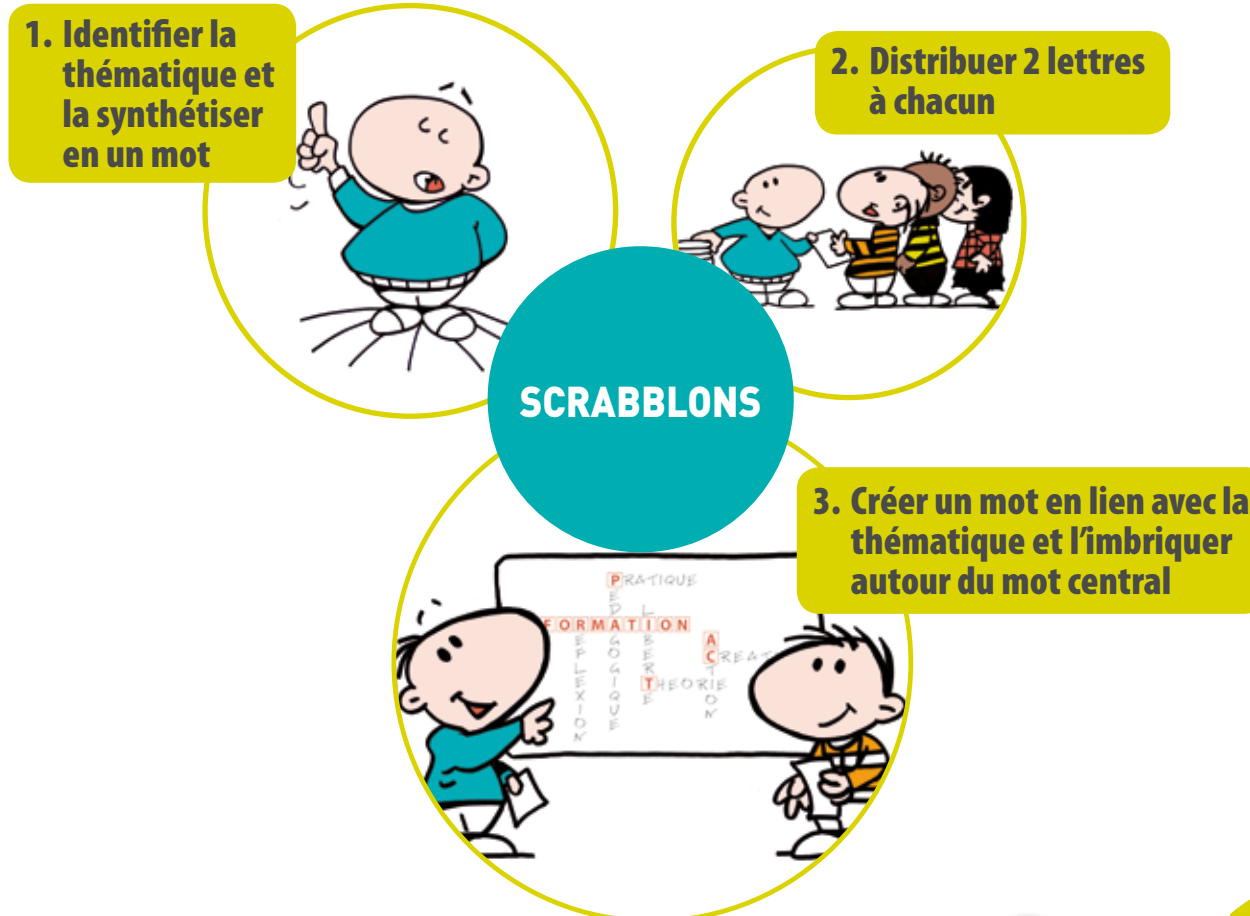 1. Identifier la
thématique et
la synthétiser
en un mot
2. Distribuer 2 lettres
à chacun
SCRABBLONS
3. Créer un mot en lien avec la
thématique et l'imbriquer
autour du mot central
PRATIQUE
PEDAGOGIQUE
FORMATION
REFLEXION
LIBERTE
THEORIE
ACTION
CREAT